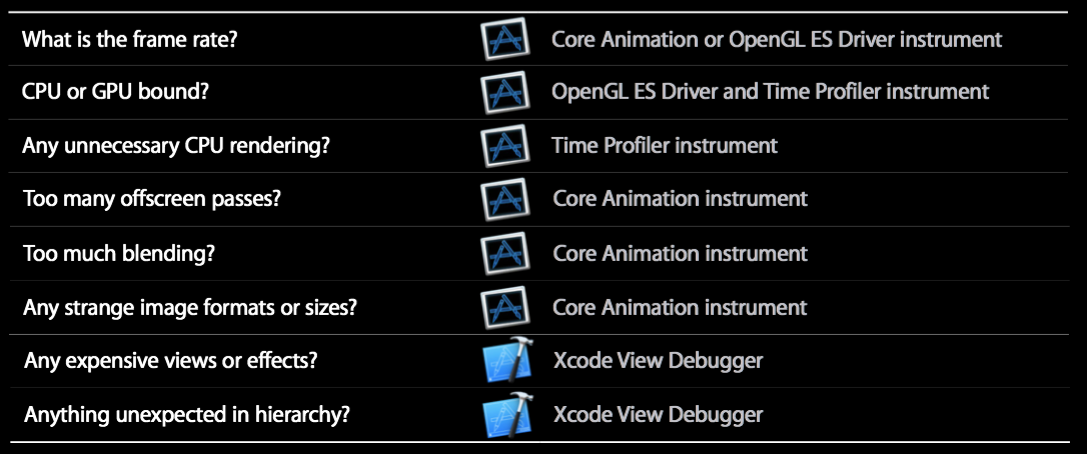 What is the frame rate? Core Animation or OpenGL ES Driver instrument
CPU or GPU bound? OpenGL ES Driver and Time Profiler instrument
Any unnecessary CPU rendering? Time Profiler instrument
Too many offscreen passes? Core Animation instrument
Too much blending? Core Animation instrument
Any strange image formats or sizes? Core Animation instrument
Any expensive views or effects? Xcode View Debugger
Anything unexpected in hierarchy? Xcode View Debugger